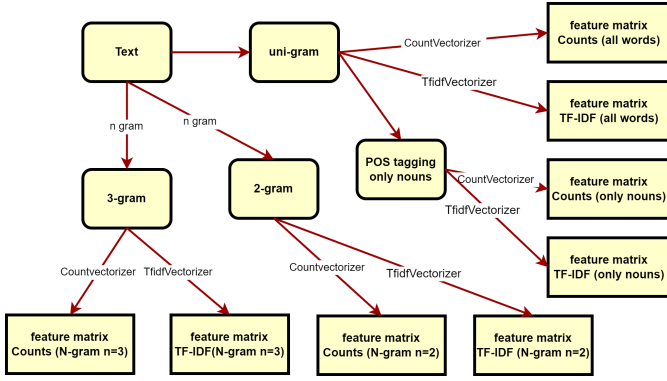 Text
uni-gram
CountVectorizer
feature matrix
Counts (all words)
TfidfVectorizer
feature matrix
TF-IDF (all words)
n gram
n gram
POS tagging
only nouns
CountVectorizer
feature matrix
Counts (only nouns)
3-gram
2-gram
TfidfVectorizer
feature matrix
TF-IDF (only nouns)
Countvectorizer
TfidfVectorizer
Countvectorizer
TfidfVectorizer
feature matrix
Counts (N-gram n=3)
feature matrix
TF-IDF(N-gram n=3)
feature matrix
Counts (N-gram n=2)
feature matrix
TF-IDF (N-gram n=2)